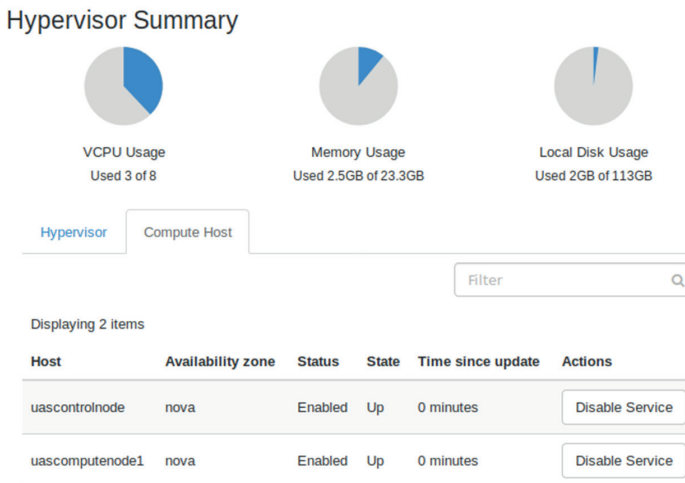 Hypervisor Summary
VCPU Usage Memory Usage Local Disk Usage
Used 3 of 8 Used 2.5GB of 23.3GB Used 2GB of 113GB
Hypervisor Compute Host
Filter
Displaying 2 items
Host Availability zone Status State Time since update Actions
uascontrolnode nova Enabled Up 0 minutes Disable Service
uascomputenode1 nova Enabled Up 0 minutes Disable Service